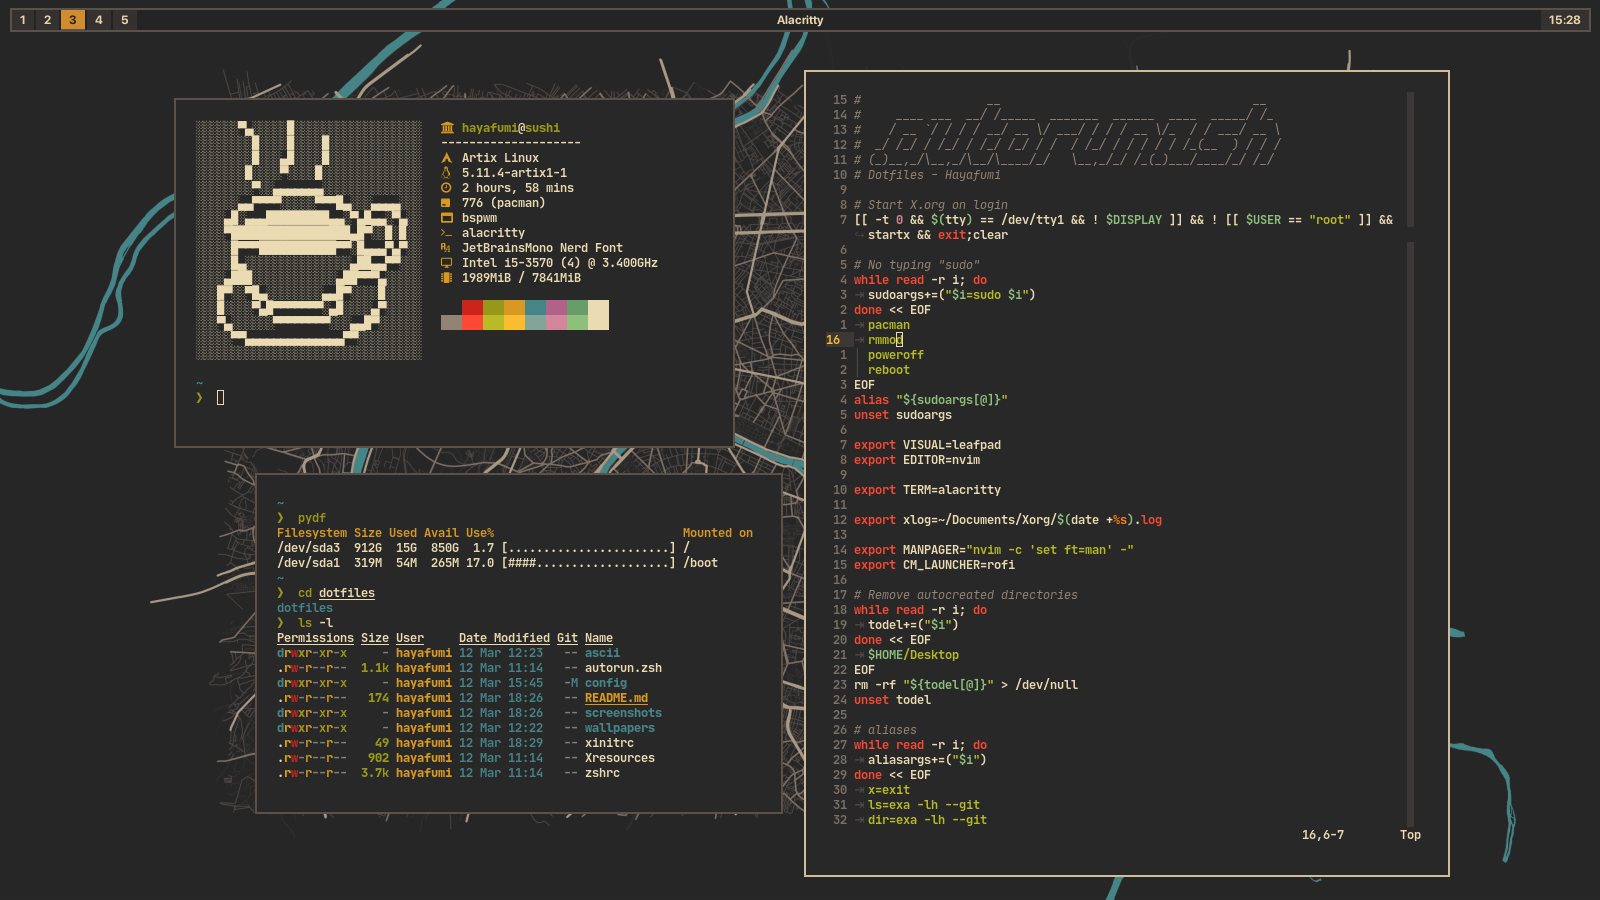 1 2 3 4 5
Alacritty
15:28
hayafumi@sushi
--------------------
Artix Linux
5.11.4-artix1-1
2 hours, 58 mins
776 (pacman)
bspwm
alacritty
JetBrainsMono Nerd Font
Intel i5-3570 (4) @ 3.400GHz
1989MiB / 7841MiB
~
❯
~
❯ pydf
Filesystem Size Used Avail Use% Mounted on
/dev/sda3 912G 15G 850G 1.7 [.......................] /
/dev/sda1 319M 54M 265M 17.0 [####...................] /boot
~
❯ cd dotfiles
dotfiles
❯ ls -l
Permissions Size User Date Modified Git Name
drwxr-xr-x - hayafumi 12 Mar 12:23 -- ascii
.rw-r--r-- 1.1k hayafumi 12 Mar 11:14 -- autorun.zsh
drwxr-xr-x - hayafumi 12 Mar 15:45 -M config
.rw-r--r-- 174 hayafumi 12 Mar 18:26 -- README.md
drwxr-xr-x - hayafumi 12 Mar 18:26 -- screenshots
drwxr-xr-x - hayafumi 12 Mar 12:22 -- wallpapers
.rw-r--r-- 49 hayafumi 12 Mar 18:29 -- xinitrc
.rw-r--r-- 902 hayafumi 12 Mar 11:14 -- Xresources
.rw-r--r-- 3.7k hayafumi 12 Mar 11:14 -- zshrc
15 #
14 #
13 #
12 #
11 #
10 # Dotfiles - Hayafumi
9
8 # Start X.org on login
7 [[ -t 0 && $(tty) == /dev/tty1 && ! $DISPLAY ]] && ! [[ $USER == "root" ]] &&
startx && exit;clear
6
5 # No typing "sudo"
4 while read -r i; do
3 sudoargs+=("$i=sudo $i")
2 done << EOF
1 pacman
16 rmmod
1 poweroff
2 reboot
3 EOF
4 alias "${sudoargs[@]}"
5 unset sudoargs
6
7 export VISUAL=leafpad
8 export EDITOR=nvim
9
10 export TERM=alacritty
11
12 export xlog=~/Documents/Xorg/$(date +%s).log
13
14 export MANPAGER="nvim -c 'set ft=man' -"
15 export CM_LAUNCHER=rofi
16
17 # Remove autocreated directories
18 while read -r i; do
19 todel+=("$i")
20 done << EOF
21 $HOME/Desktop
22 EOF
23 rm -rf "${todel[@]}" > /dev/null
24 unset todel
25
26 # aliases
27 while read -r i; do
28 aliasargs+=("$i")
29 done << EOF
30 x=exit
31 ls=exa -lh --git
32 dir=exa -lh --git
16,6-7 Top